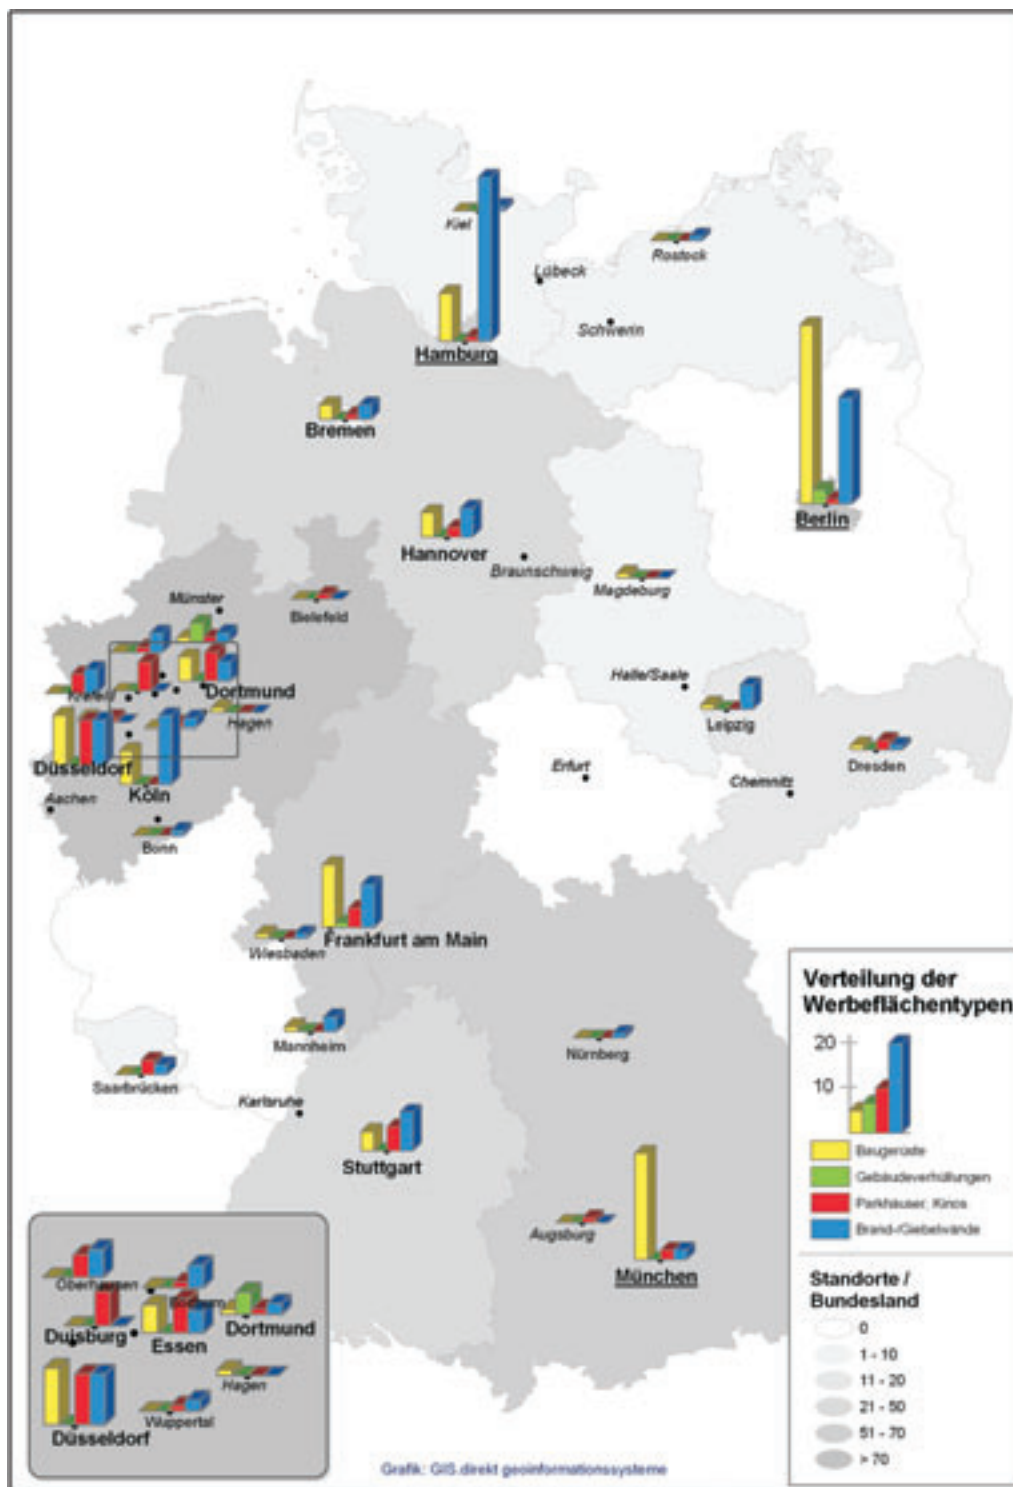 Kiel
Rostock
Lübeck
Schwerin
Hamburg
Bremen
Berlin
Hannover
Braunschweig
Magdeburg
Münster
Bielefeld
Halle/Saale
Krefeld
Dortmund
Hagen
Leipzig
Düsseldorf
Dresden
Erfurt
Chemnitz
Köln
Aachen
Bonn
Frankfurt am Main
Wiesbaden
Mannheim
Nürnberg
Saarbrücken
Karlsruhe
Stuttgart
Augsburg
München
Verteilung der
Werbeflächentypen
20
10
Baugerüste
Gebäudeverhüllungen
Parkhäuser; Kinos
Brand-/Giebelwände
Standorte /
Bundesland
0
1 - 10
11 - 20
21 - 50
51 - 70
> 70
Oberhausen
Duisburg
Essen
Dortmund
Hagen
Wuppertal
Düsseldorf
Grafik: GIS.direkt geoinformationssysteme